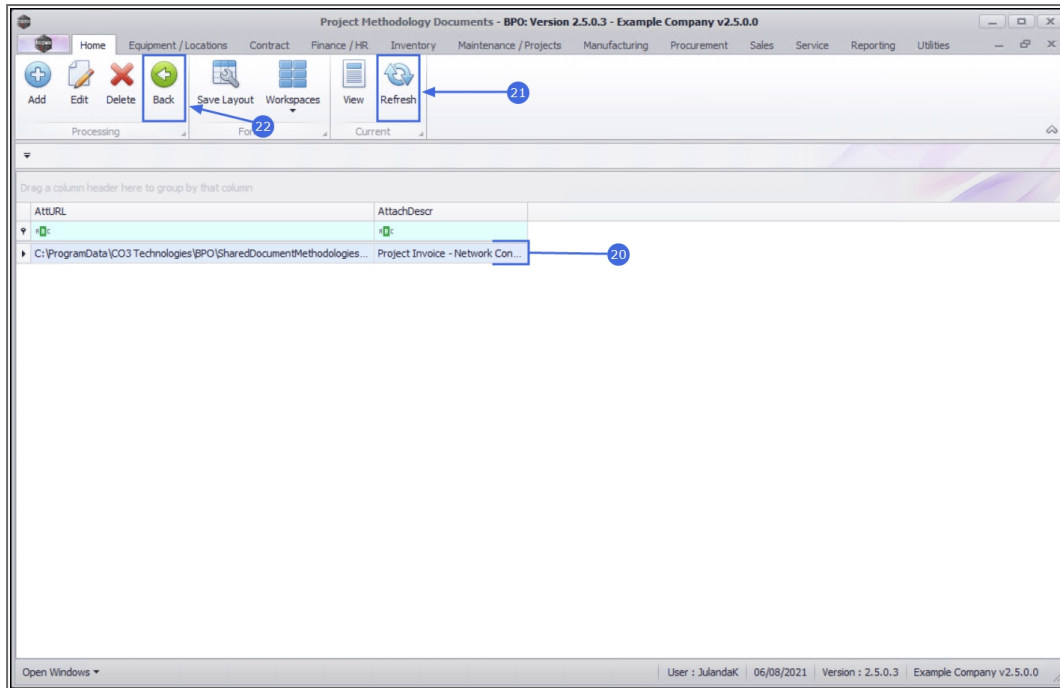 Project Methodology Documents - BPO: Version 2.5.0.3 - Example Company v2.5.0.0
Home Equipment / Locations Contract Finance / HR Inventory Maintenance / Projects Manufacturing Procurement Sales Service Reporting Utilities
Add Edit Delete Back Save Layout Workspaces View Refresh
21
22
Processing Current
Drag a column header here to group by that column
AttURL AttachDescr
C:\ProgramData\CO3 Technologies\BPO\SharedDocumentMethodologies... Project Invoice - Network Con...
20
Open Windows User : JulandaK 06/08/2021 Version : 2.5.0.3 Example Company v2.5.0.0